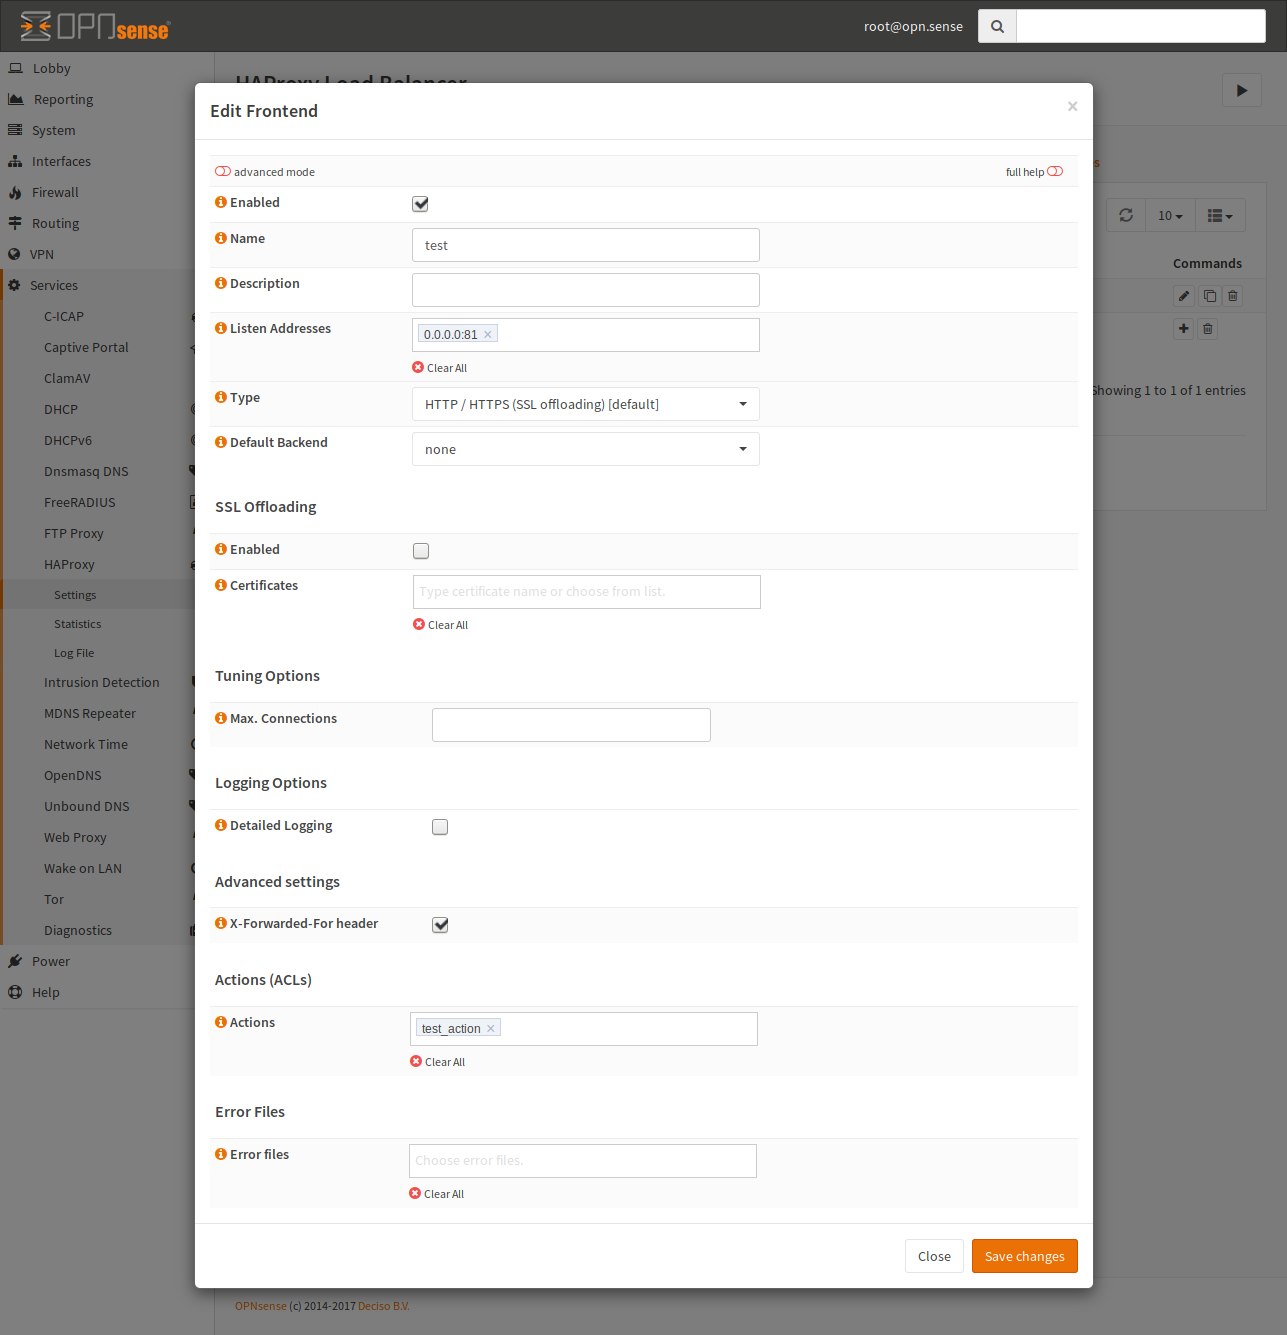 OPNsense
root@opn.sense
Lobby
Reporting
System
Interfaces
Firewall
Routing
VPN
Services
C-ICAP
Captive Portal
ClamAV
DHCP
DHCPv6
Dnsmasq DNS
FreeRADIUS
FTP Proxy
HAProxy
Settings
Statistics
Log File
Intrusion Detection
MDNS Repeater
Network Time
OpenDNS
Unbound DNS
Web Proxy
Wake on LAN
Tor
Diagnostics
Power
Help
HAProxy Load Balancer
Edit Frontend
×
advanced mode
full help
Enabled
Name
test
Description
Listen Addresses
0.0.0.0:81 ×
Clear All
Type
HTTP / HTTPS (SSL offloading) [default]
Default Backend
none
SSL Offloading
Enabled
Certificates
Type certificate name or choose from list.
Clear All
Tuning Options
Max. Connections
Logging Options
Detailed Logging
Advanced settings
X-Forwarded-For header
Actions (ACLs)
Actions
test_action ×
Clear All
Error Files
Error files
Choose error files.
Clear All
Close
Save changes
s
10
Commands
Showing 1 to 1 of 1 entries
OPNsense (c) 2014-2017 Deciso B.V.